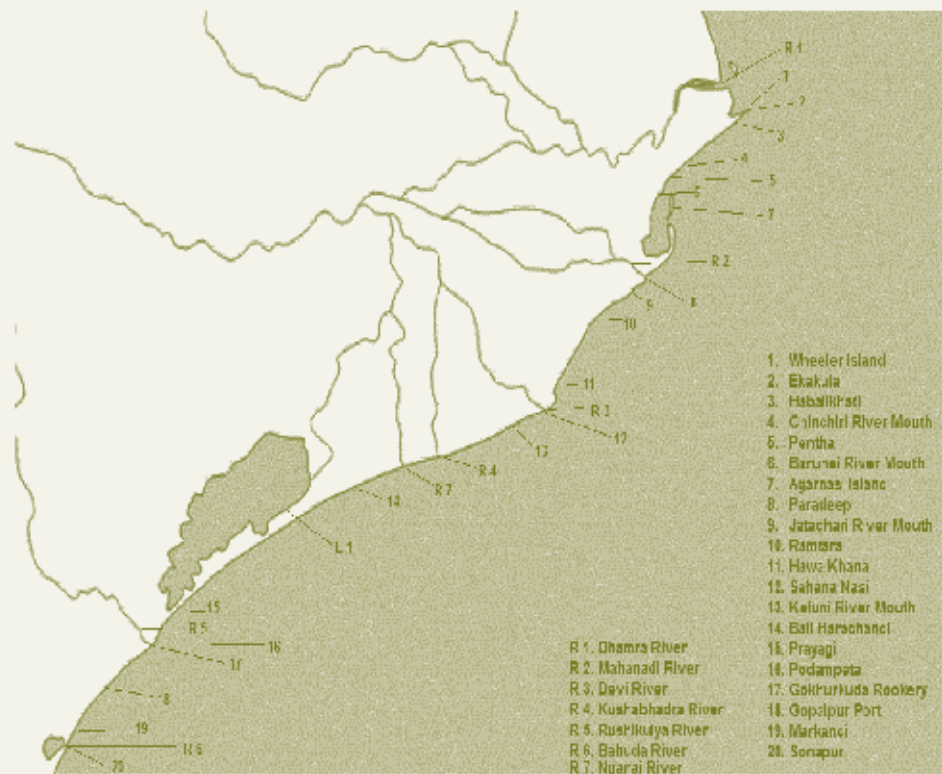 R 1
1
2
3
4
5
6
7
R 2
8
9
10
11
R 3
12
13
R 4
R 7
14
L 1
15
R 5
16
17
8
19
R 6
20
1. Wheeler Island
2. Ekakula
3. Habalikhati
4. Chinchiri River Mouth
5. Pentha
6. Barunei River Mouth
7. Agarnasi Island
8. Paradeep
9. Jatadhari River Mouth
10. Ramtara
11. Hawa Khana
12. Sahana Nasi
13. Keluni River Mouth
14. Bali Harachandi
15. Prayagi
16. Podampeta
17. Gokhurkuda Rookery
18. Gopalpur Port
19. Markandi
20. Sonapur
R 1. Dhamra River
R 2. Mahanadi River
R 3. Devi River
R 4. Kushabhadra River
R 5. Rushikulya River
R 6. Bahuda River
R 7. Nuanai River